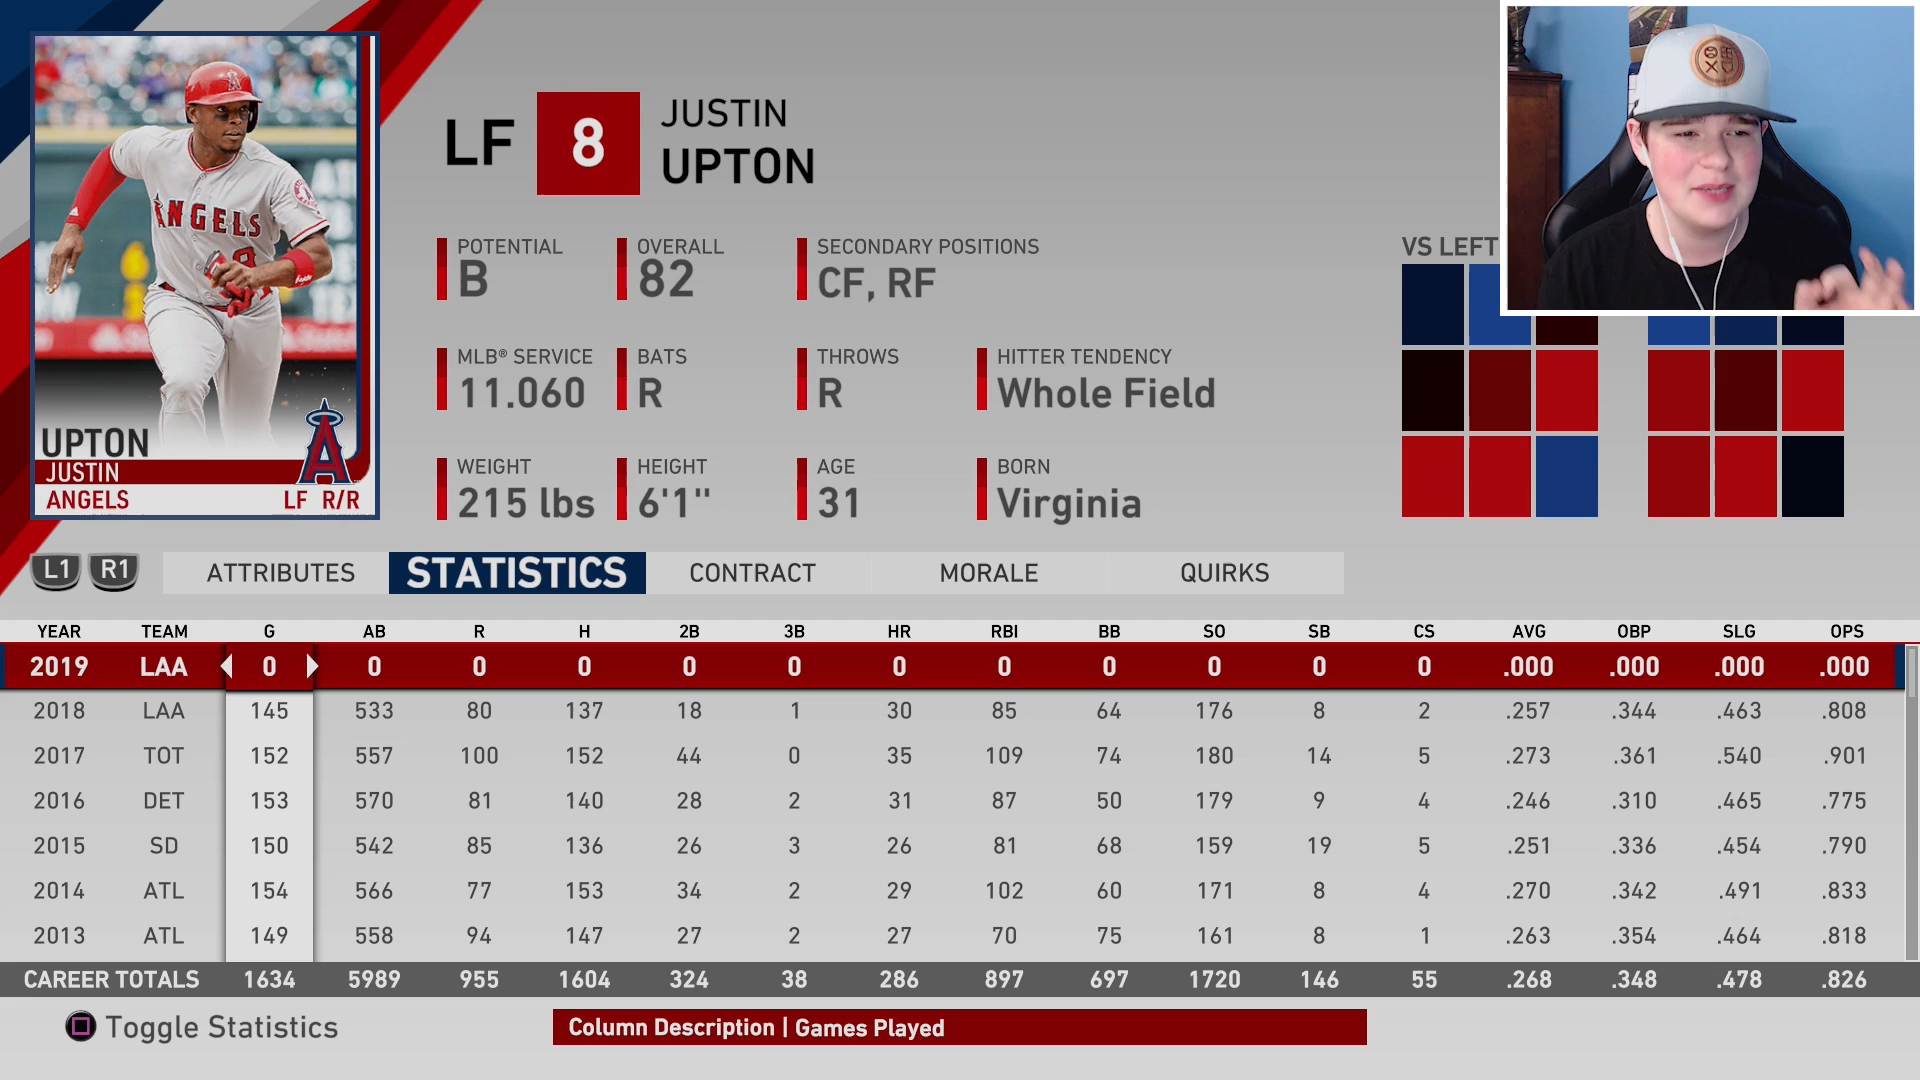 LF 8 JUSTIN
UPTON
POTENTIAL OVERALL SECONDARY POSITIONS
B 82 CF, RF
VS LEFT
MLB® SERVICE BATS THROWS HITTER TENDENCY
11.060 R R Whole Field
WEIGHT HEIGHT AGE BORN
215 lbs 6'1" 31 Virginia
ANGELS
UPTON
JUSTIN
ANGELS LF R/R
L1 R1 ATTRIBUTES STATISTICS CONTRACT MORALE QUIRKS
YEAR TEAM G AB R H 2B 3B HR RBI BB SO SB CS AVG OBP SLG OPS
2019 LAA 0 0 0 0 0 0 0 0 0 0 0 0 .000 .000 .000 .000
2018 LAA 145 533 80 137 18 1 30 85 64 176 8 2 .257 .344 .463 .808
2017 TOT 152 557 100 152 44 0 35 109 74 180 14 5 .273 .361 .540 .901
2016 DET 153 570 81 140 28 2 31 87 50 179 9 4 .246 .310 .465 .775
2015 SD 150 542 85 136 26 3 26 81 68 159 19 5 .251 .336 .454 .790
2014 ATL 154 566 77 153 34 2 29 102 60 171 8 4 .270 .342 .491 .833
2013 ATL 149 558 94 147 27 2 27 70 75 161 8 1 .263 .354 .464 .818
CAREER TOTALS 1634 5989 955 1604 324 38 286 897 697 1720 146 55 .268 .348 .478 .826
Toggle Statistics
Column Description | Games Played